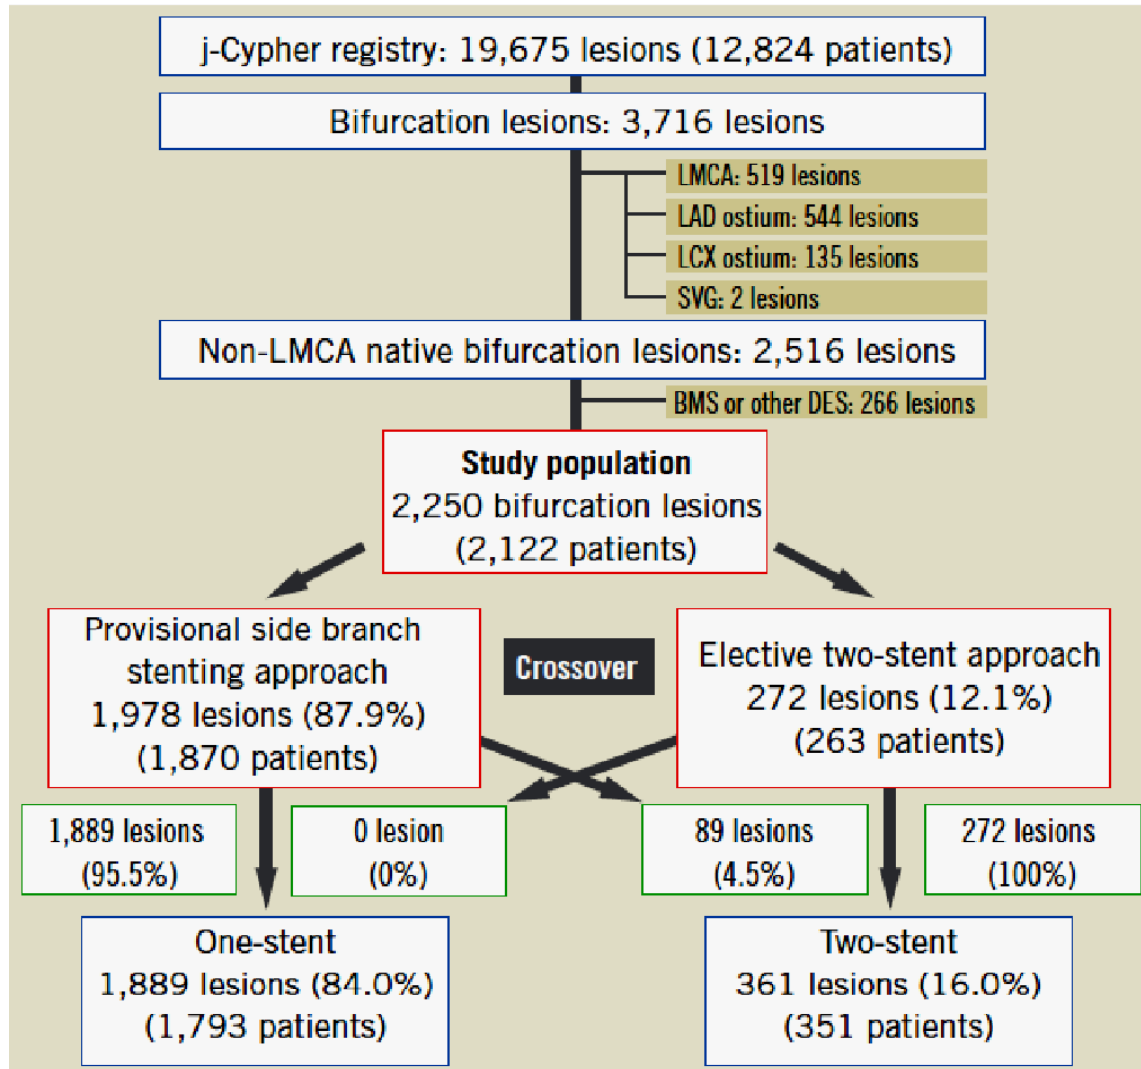 j-Cypher registry: 19,675 lesions (12,824 patients)
Bifurcation lesions: 3,716 lesions
LMCA: 519 lesions
LAD ostium: 544 lesions
LCX ostium: 135 lesions
SVG: 2 lesions
Non-LMCA native bifurcation lesions: 2,516 lesions
BMS or other DES: 266 lesions
Study population
2,250 bifurcation lesions
(2,122 patients)
Provisional side branch
stenting approach
1,978 lesions (87.9%)
(1,870 patients)
Crossover
Elective two-stent approach
272 lesions (12.1%)
(263 patients)
1,889 lesions
(95.5%)
0 lesion
(0%)
89 lesions
(4.5%)
272 lesions
(100%)
One-stent
1,889 lesions (84.0%)
(1,793 patients)
Two-stent
361 lesions (16.0%)
(351 patients)